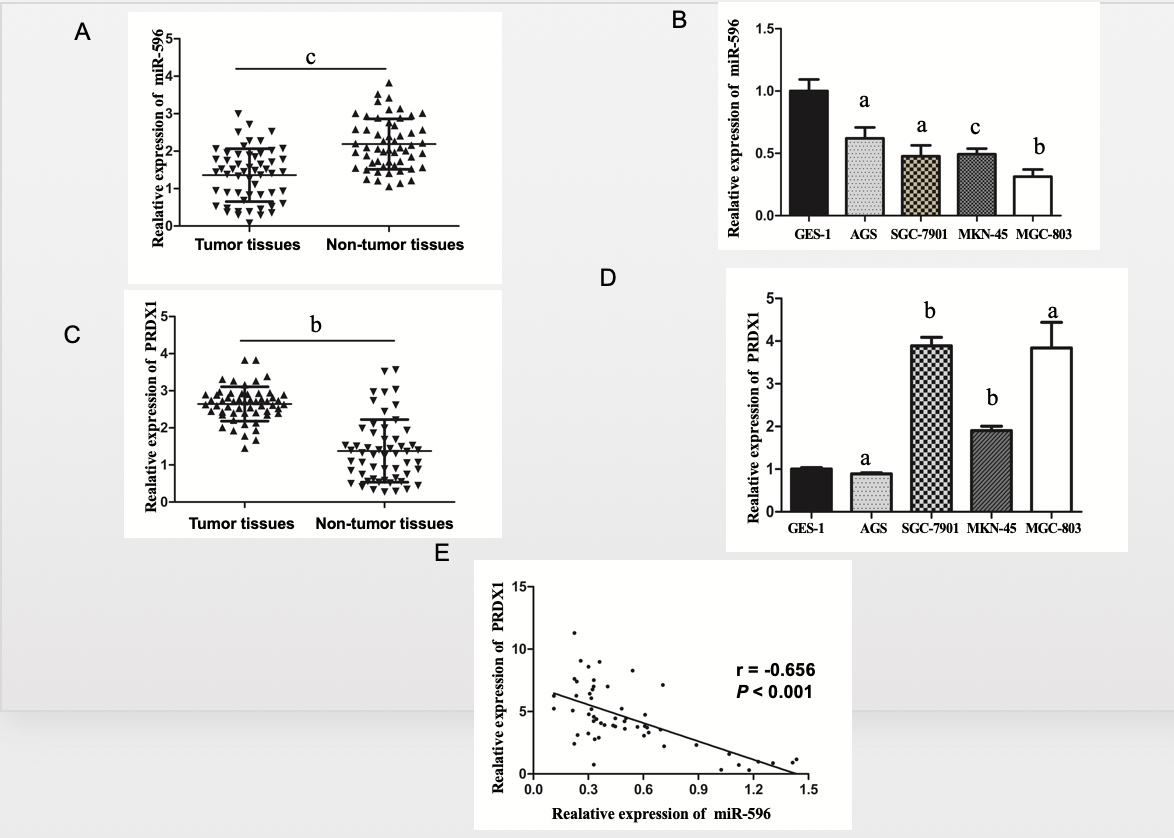 A
Realative expression of miR-596
5
4
3
2
1
0
c
Tumor tissues
Non-tumor tissues
B
Realative expression of miR-596
1.5
1.0
0.5
0.0
a
a
c
b
GES-1
AGS
SGC-7901
MKN-45
MGC-803
C
Realative expression of PRDX1
5
4
3
2
1
0
b
Tumor tissues
Non-tumor tissues
D
Realative expression of PRDX1
5
4
3
2
1
0
a
b
b
a
GES-1
AGS
SGC-7901
MKN-45
MGC-803
E
Realative expression of PRDX1
15
10
5
0
r = -0.656
P < 0.001
0.0
0.3
0.6
0.9
1.2
1.5
Realative expression of miR-596